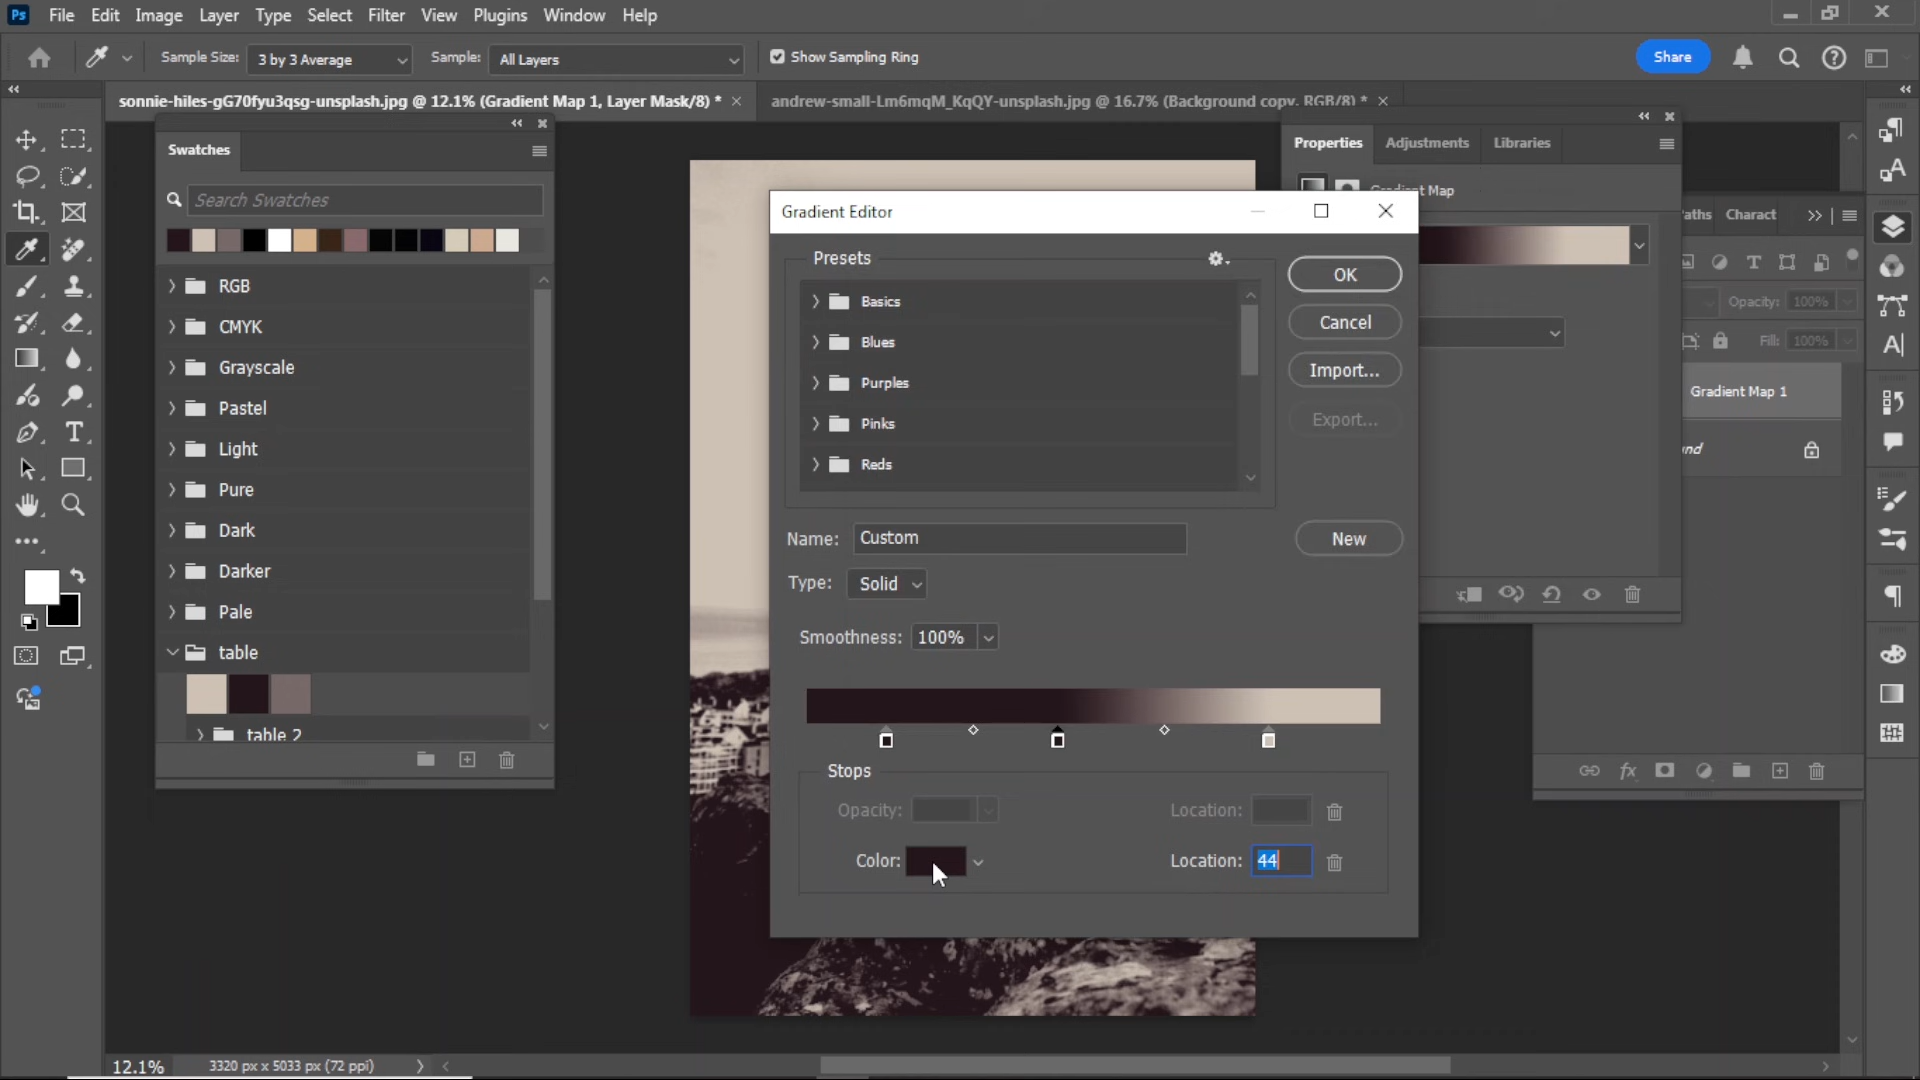 Ps File Edit Image Layer Type Select Filter View Plugins Window Help
Sample Size: 3 by 3 Average Sample: All Layers Show Sampling Ring Share
sonnie-hiles-gG70fyu3qsg-unsplash.jpg @ 12.1% (Gradient Map 1, Layer Mask/8) * andrew-small-Lm6mqM_KqQY-unsplash.jpg @ 16.7% (Background copy, RGB/8) *
Swatches
Search Swatches
RGB
CMYK
Grayscale
Pastel
Light
Pure
Dark
Darker
Pale
table
table 2
Gradient Editor
Presets
Basics
Blues
Purples
Pinks
Reds
OK
Cancel
Import...
Export...
Name: Custom
New
Type: Solid
Smoothness: 100%
Stops
Opacity: Location:
Color: Location: 44
Properties Adjustments Libraries
Gradient Map
aths Charact
Opacity: 100%
Fill: 100%
Gradient Map 1
nd
12.1% 3320 px x 5033 px (72 ppi)